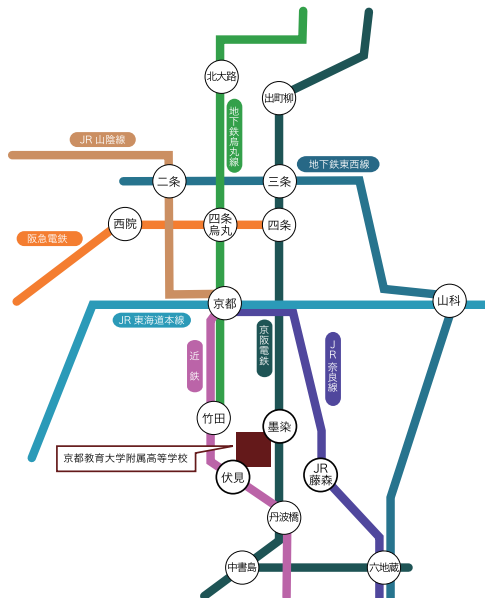 北大路
出町柳
地下鉄烏丸線
JR 山陰線
地下鉄東西線
二条
三条
西院
四条
烏丸
四条
阪急電鉄
京都
山科
JR 東海道本線
京阪電鉄
近鉄
JR奈良線
竹田
墨染
京都教育大学附属高等学校
伏見
JR
藤森
丹波橋
中書島
六地蔵